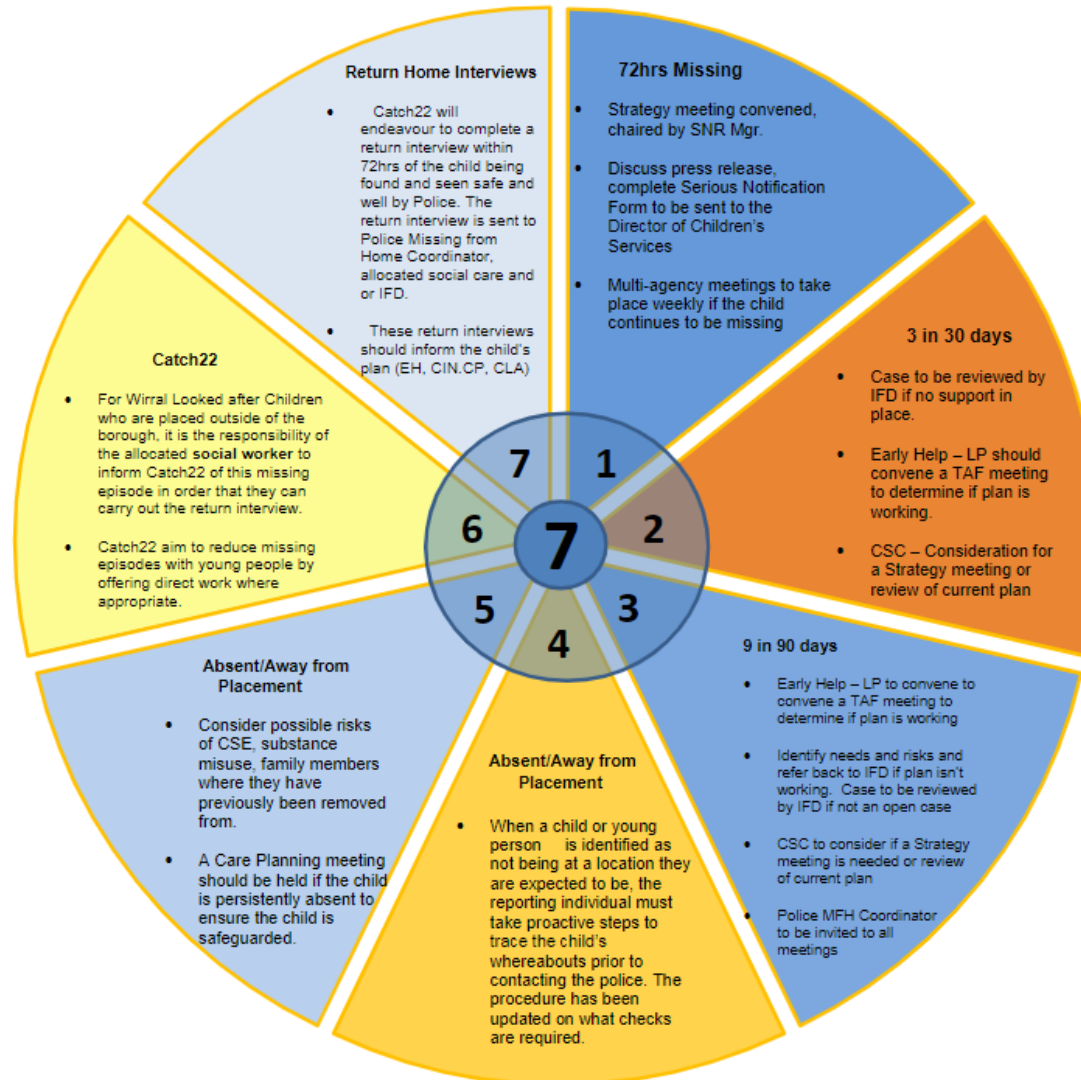 72hrs Missing
• Strategy meeting convened,
chaired by SNR Mgr.
• Discuss press release,
complete Serious Notification
Form to be sent to the
Director of Children's
Services
• Multi-agency meetings to take
place weekly if the child
continues to be missing
3 in 30 days
• Case to be reviewed by
IFD if no support in
place.
• Early Help – LP should
convene a TAF meeting
to determine if plan is
working.
• CSC – Consideration for
a Strategy meeting or
review of current plan
9 in 90 days
• Early Help – LP to convene to
convene a TAF meeting to
determine if plan is working
• Identify needs and risks and
refer back to IFD if plan isn't
working. Case to be reviewed
by IFD if not an open case
• CSC to consider if a Strategy
meeting is needed or review
of current plan
• Police MFH Coordinator
to be invited to all
meetings
Absent/Away from
Placement
• When a child or young
person is identified as
not being at a location they
are expected to be, the
reporting individual must
take proactive steps to
trace the child's
whereabouts prior to
contacting the police. The
procedure has been
updated on what checks
are required.
Absent/Away from
Placement
• Consider possible risks
of CSE, substance
misuse, family members
where they have
previously been removed
from.
• A Care Planning meeting
should be held if the child
is persistently absent to
ensure the child is
safeguarded.
Catch22
• For Wirral Looked after Children
who are placed outside of the
borough, it is the responsibility of
the allocated social worker to
inform Catch22 of this missing
episode in order that they can
carry out the return interview.
• Catch22 aim to reduce missing
episodes with young people by
offering direct work where
appropriate.
Return Home Interviews
• Catch22 will
endeavour to complete a
return interview within
72hrs of the child being
found and seen safe and
well by Police. The
return interview is sent to
Police Missing from
Home Coordinator,
allocated social care and
or IFD.
• These return interviews
should inform the child's
plan (EH, CIN.CP, CLA)
1
2
3
4
5
6
7
7